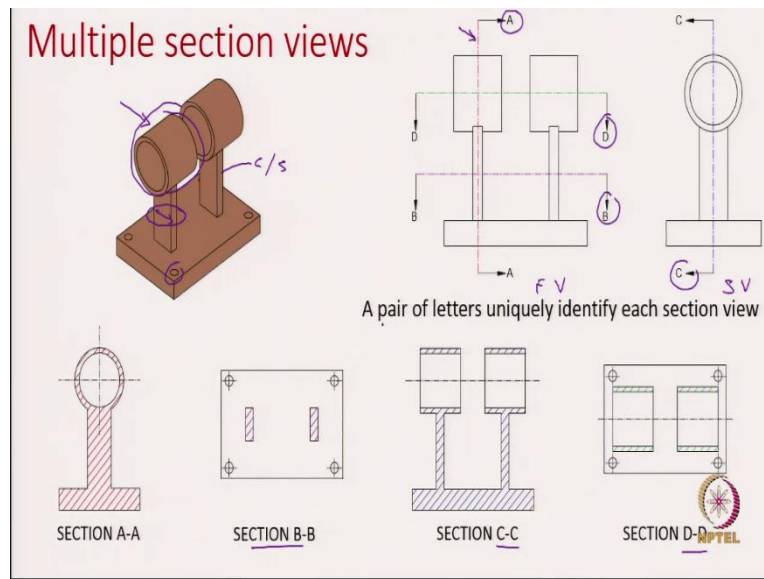 Multiple section views
A
C
D
D
C/S
B
B
A
C
F V
S V
A pair of letters uniquely identify each section view
SECTION A-A
SECTION B-B
SECTION C-C
SECTION D-D
NPTEL